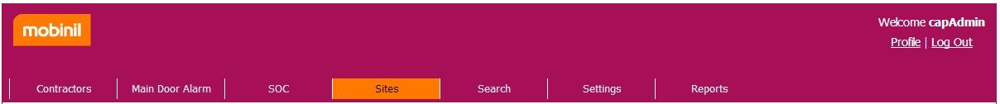 mobinil
Welcome capAdmin
Profile | Log Out
Contractors Main Door Alarm SOC Sites Search Settings Reports